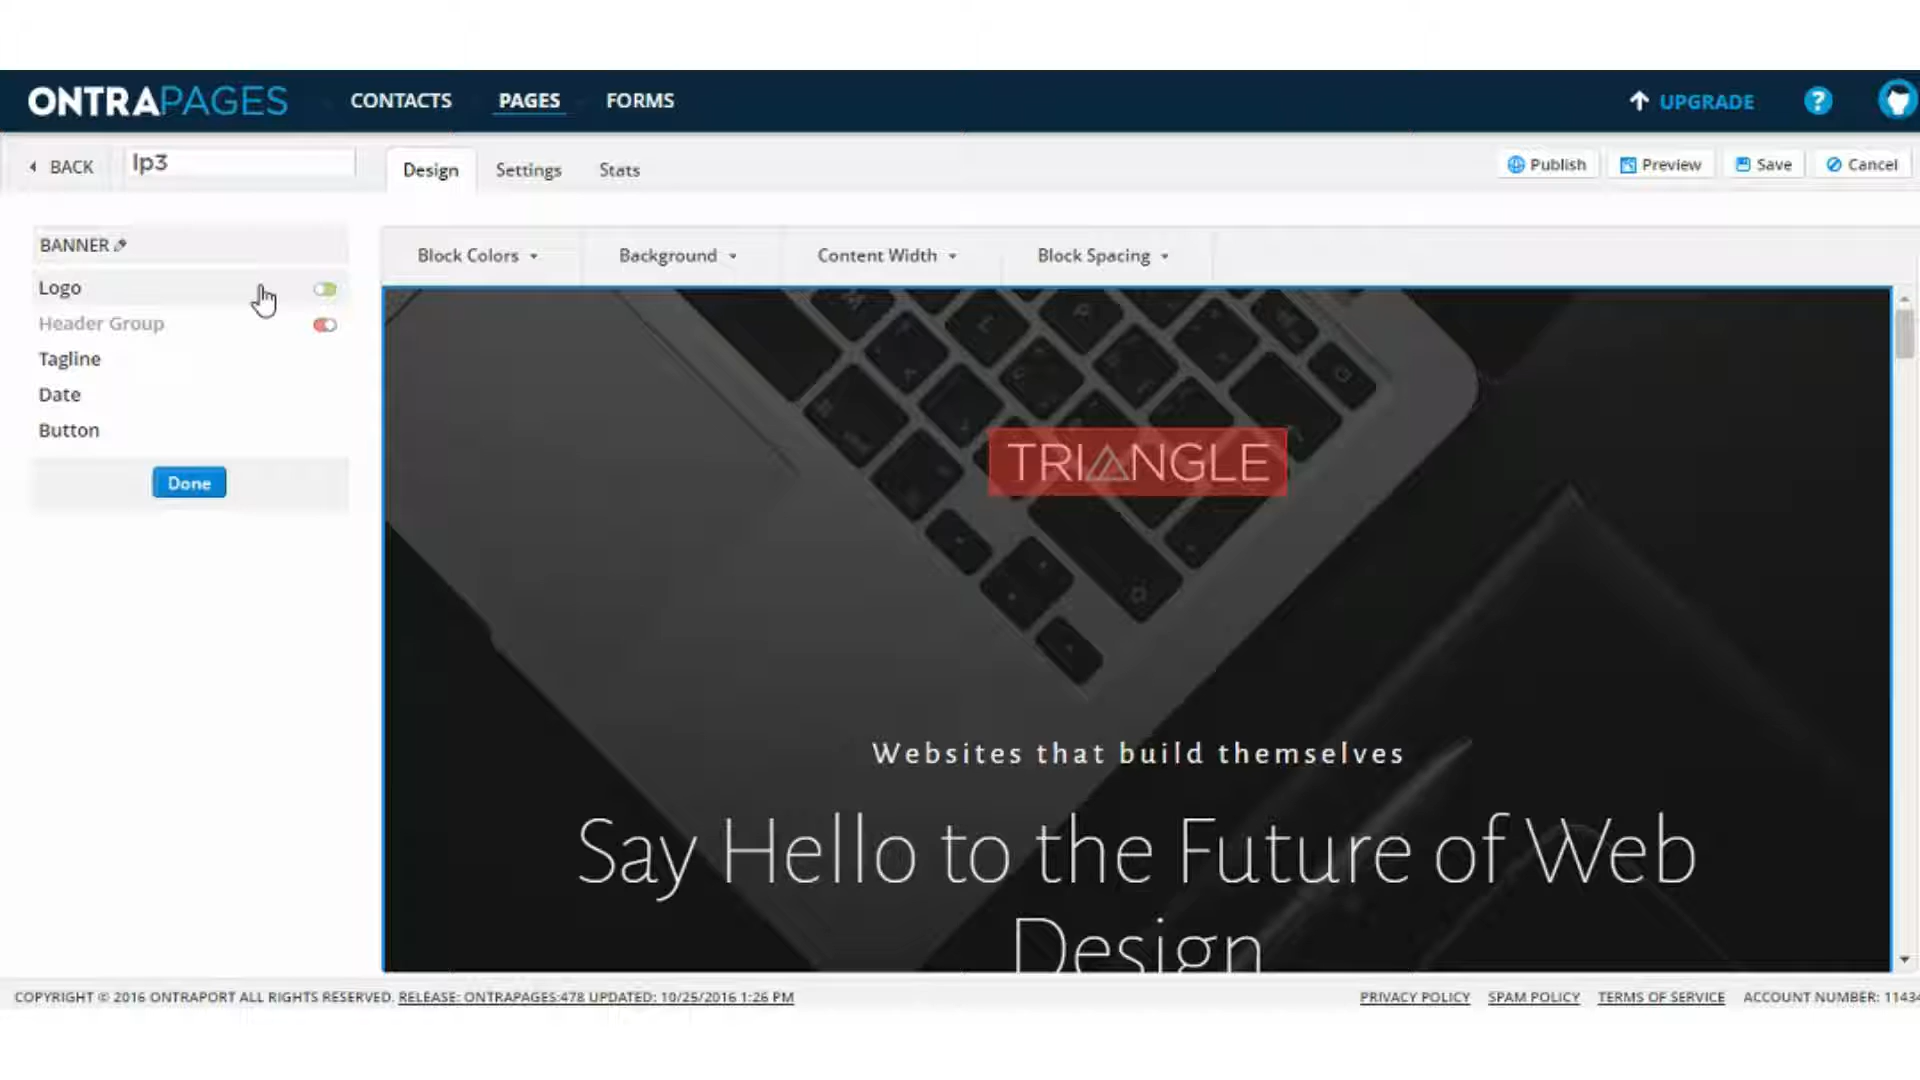 ONTRAPAGES CONTACTS PAGES FORMS UPGRADE ?
BACK lp3 Design Settings Stats Publish Preview Save Cancel
BANNER
Logo
Header Group
Tagline
Date
Button
Done
Block Colors Background Content Width Block Spacing
TRIANGLE
Websites that build themselves
Say Hello to the Future of Web
Design
COPYRIGHT © 2016 ONTRAPORT ALL RIGHTS RESERVED. RELEASE: ONTRAPAGES:478 UPDATED: 10/25/2016 1:26 PM PRIVACY POLICY SPAM POLICY TERMS OF SERVICE ACCOUNT NUMBER: 11434